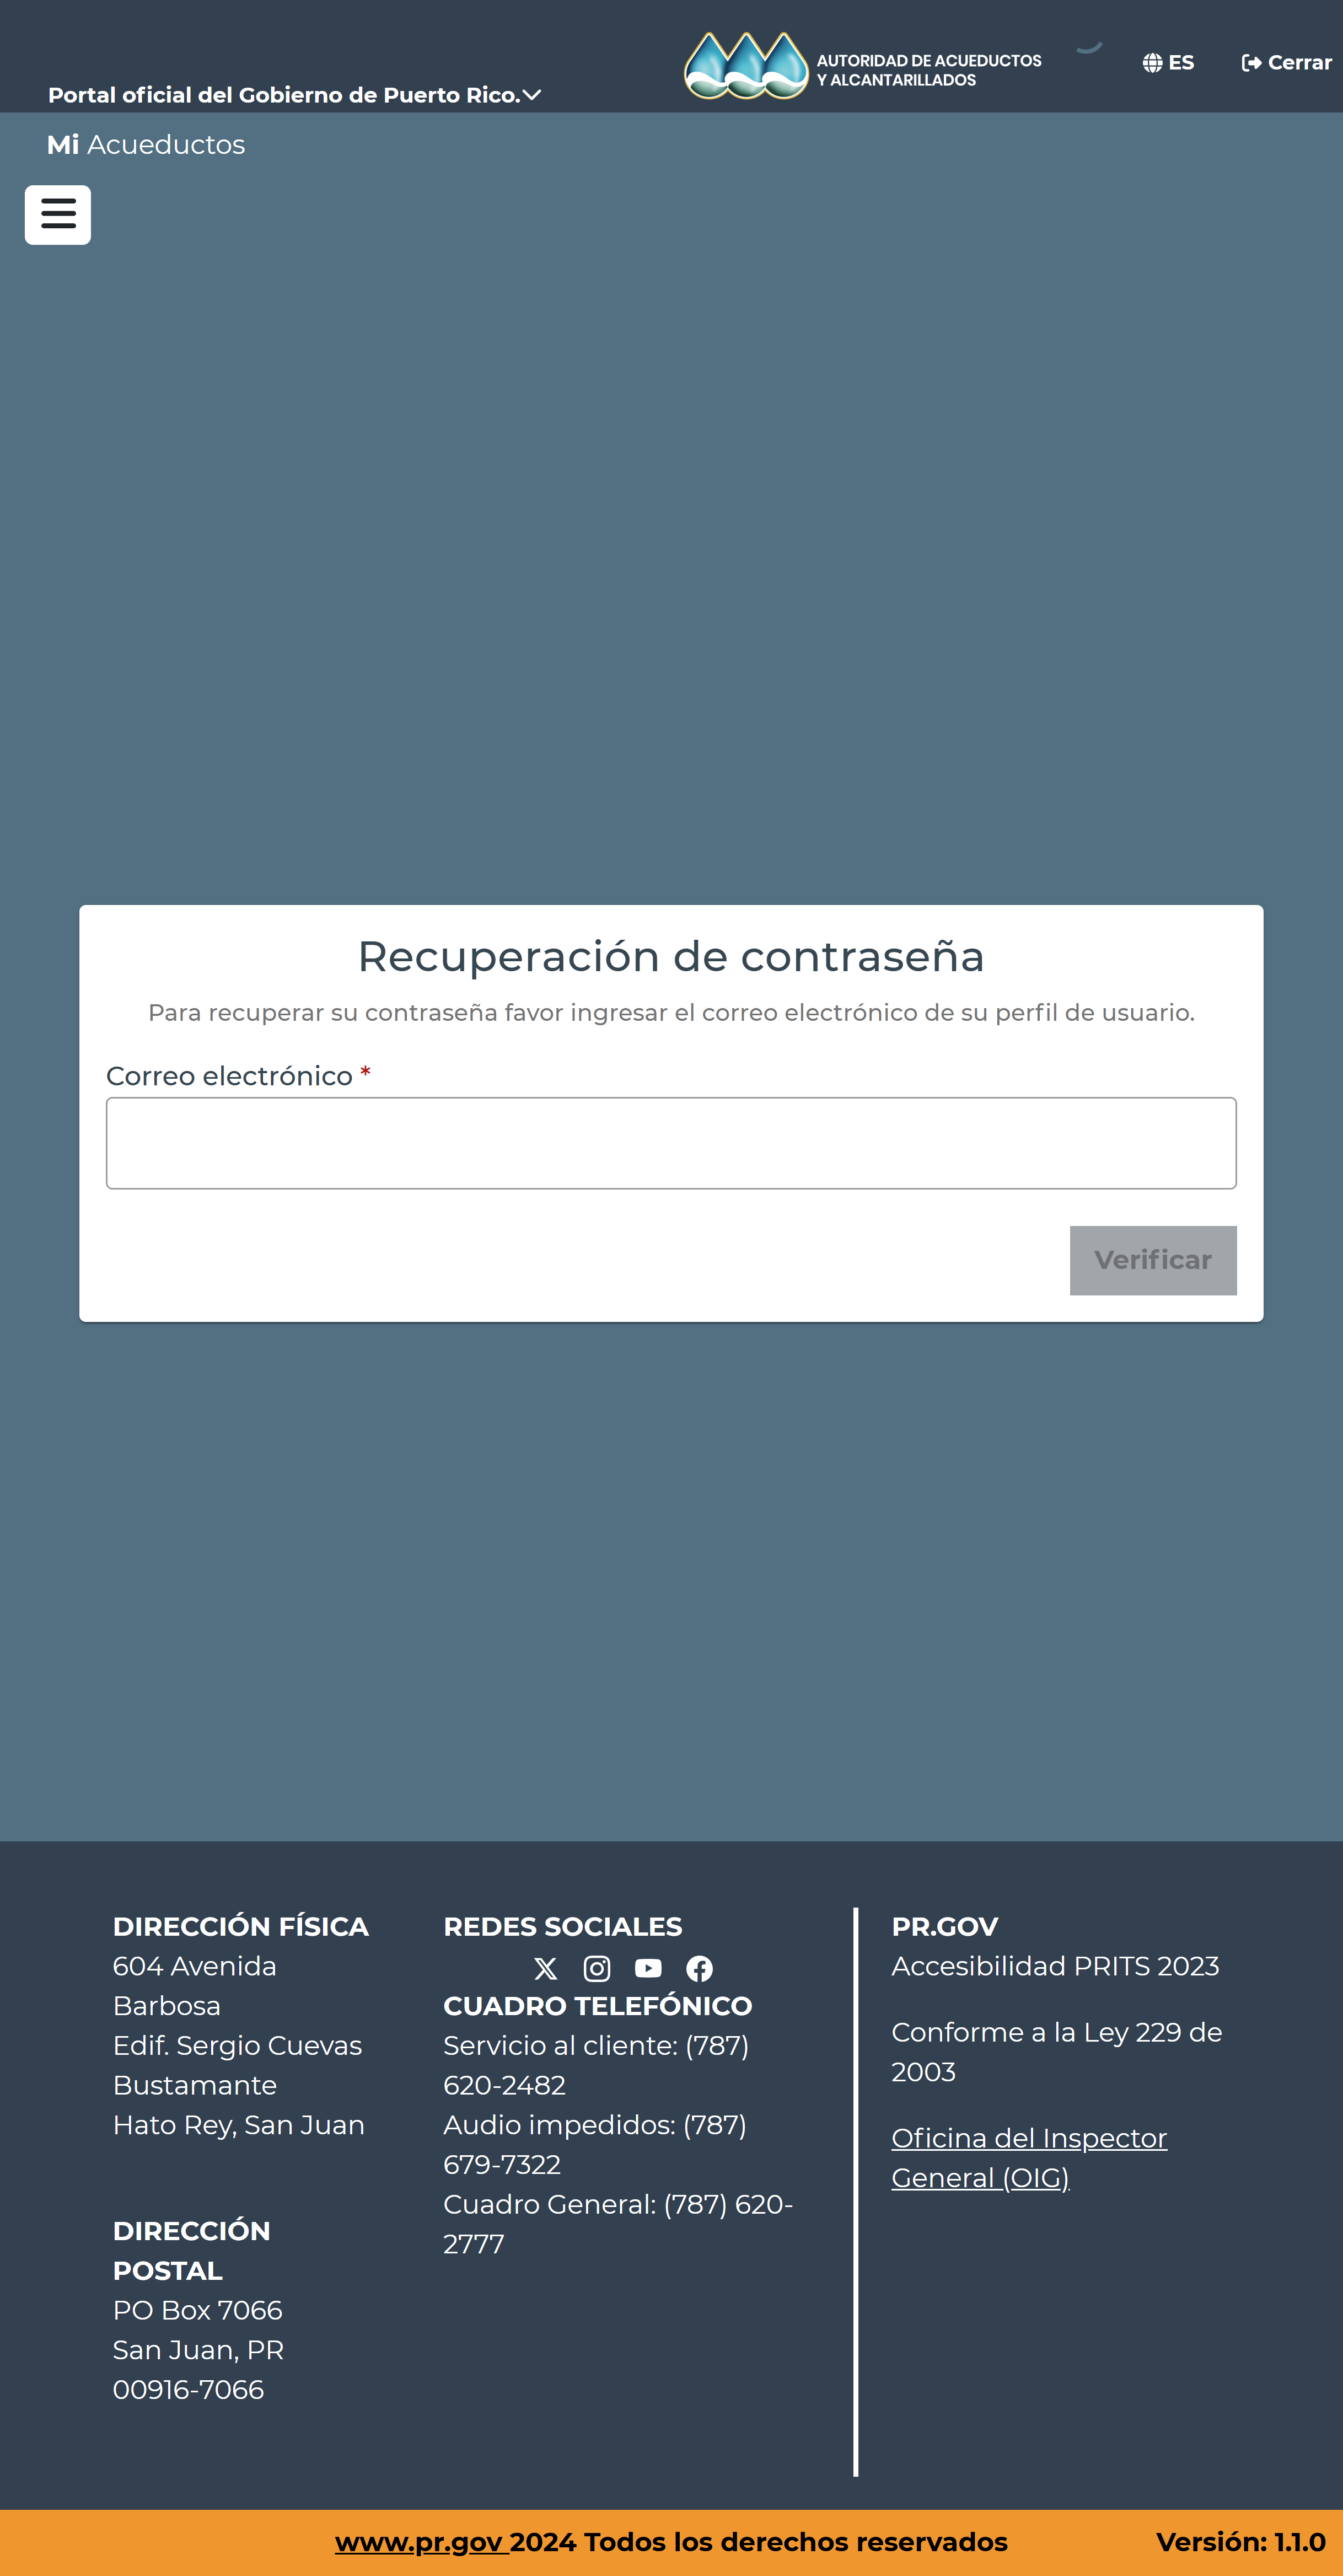 Portal oficial del Gobierno de Puerto Rico.
AUTORIDAD DE ACUEDUCTOS
Y ALCANTARILLADOS
ES
Cerrar
Mi Acueductos
Recuperación de contraseña
Para recuperar su contraseña favor ingresar el correo electrónico de su perfil de usuario.
Correo electrónico *
Verificar
DIRECCIÓN FÍSICA
604 Avenida
Barbosa
Edif. Sergio Cuevas
Bustamante
Hato Rey, San Juan
DIRECCIÓN
POSTAL
PO Box 7066
San Juan, PR
00916-7066
REDES SOCIALES
CUADRO TELEFÓNICO
Servicio al cliente: (787)
620-2482
Audio impedidos: (787)
679-7322
Cuadro General: (787) 620-
2777
PR.GOV
Accesibilidad PRITS 2023
Conforme a la Ley 229 de
2003
Oficina del Inspector
General (OIG)
www.pr.gov 2024 Todos los derechos reservados
Versión: 1.1.0